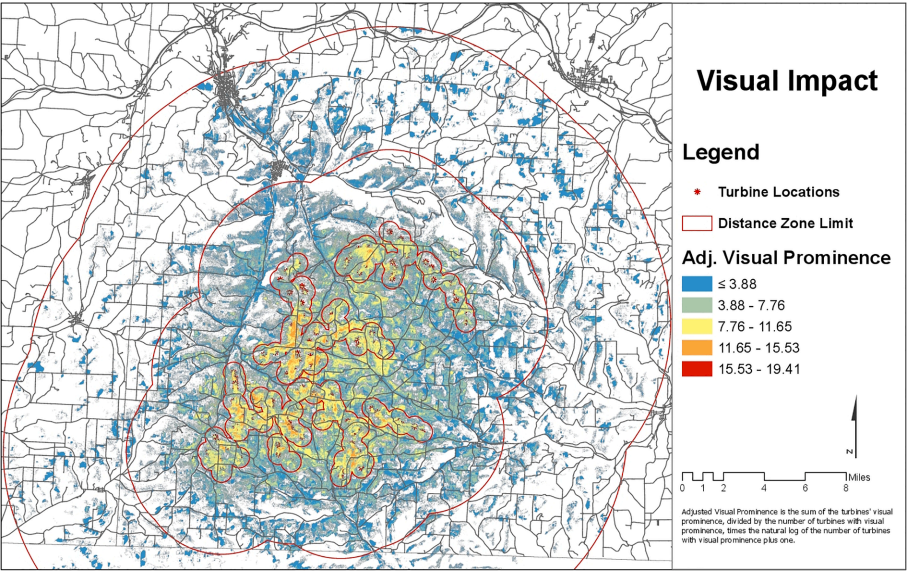 Visual Impact
Legend
Turbine Locations
Distance Zone Limit
Adj. Visual Prominence
≤ 3.88
3.88 - 7.76
7.76 - 11.65
11.65 - 15.53
15.53 - 19.41
N
Miles
0 1 2 4 6 8
Adjusted Visual Prominence is the sum of the turbines' visual
prominence, divided by the number of turbines with visual
prominence, times the natural log of the number of turbines
with visual prominence plus one.